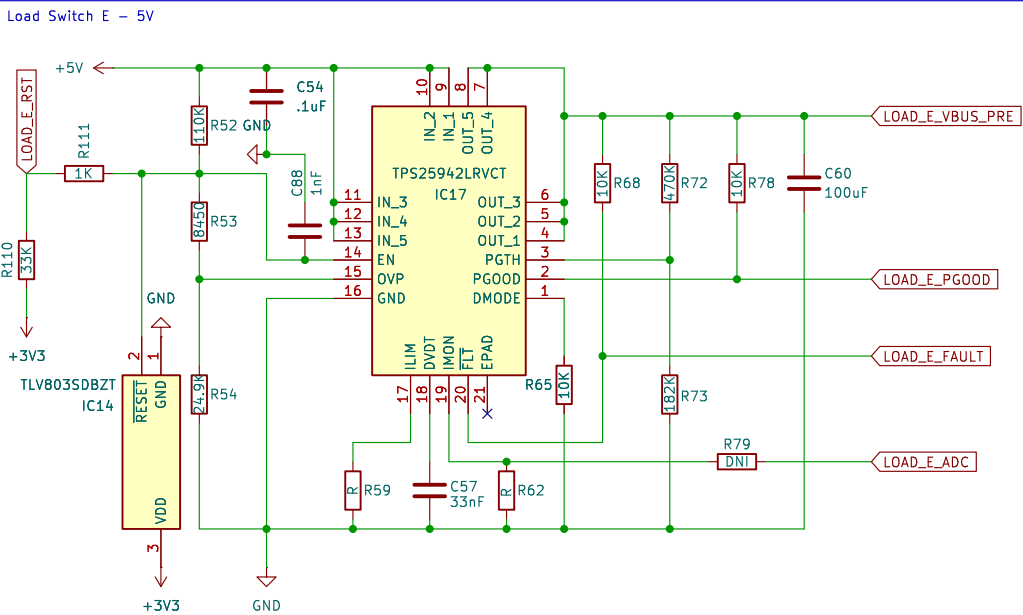 Load Switch E - 5V
+5V
LOAD_E_RST
R111
1K
R110
33K
+3V3
110K
R52
GND
C54
.1uF
C88
1nF
8450
R53
24.9K
R54
GND
TLV803SDBZT
IC14
2
1
RESET
GND
VDD
3
+3V3
10
9
8
7
IN_2
IN_1
OUT_5
OUT_4
TPS25942LRVCT
IC17
11
IN_3
12
IN_4
13
IN_5
14
EN
15
OVP
16
GND
OUT_3
6
OUT_2
5
OUT_1
4
PGTH
3
PGOOD
2
DMODE
1
ILIM
DVDT
IMON
FLT
EPAD
17
18
19
20
21
R
R59
C57
33nF
R
R62
R65
10K
10K
R68
470K
R72
10K
R78
C60
100uF
182K
R73
R79
DNI
LOAD_E_VBUS_PRE
LOAD_E_PGOOD
LOAD_E_FAULT
LOAD_E_ADC
GND